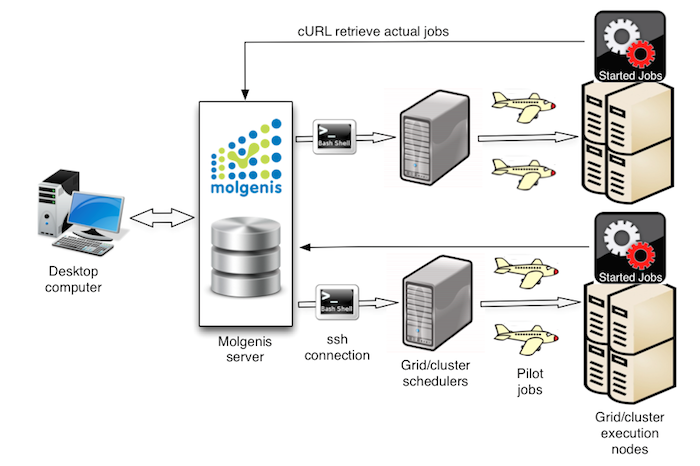 cURL retrieve actual jobs
Started Jobs
>_
Bash Shell
molgenis
Started Jobs
Desktop
computer
>_
Bash Shell
Molgenis
server
ssh
connection
Grid/cluster
schedulers
Pilot
jobs
Grid/cluster
execution
nodes